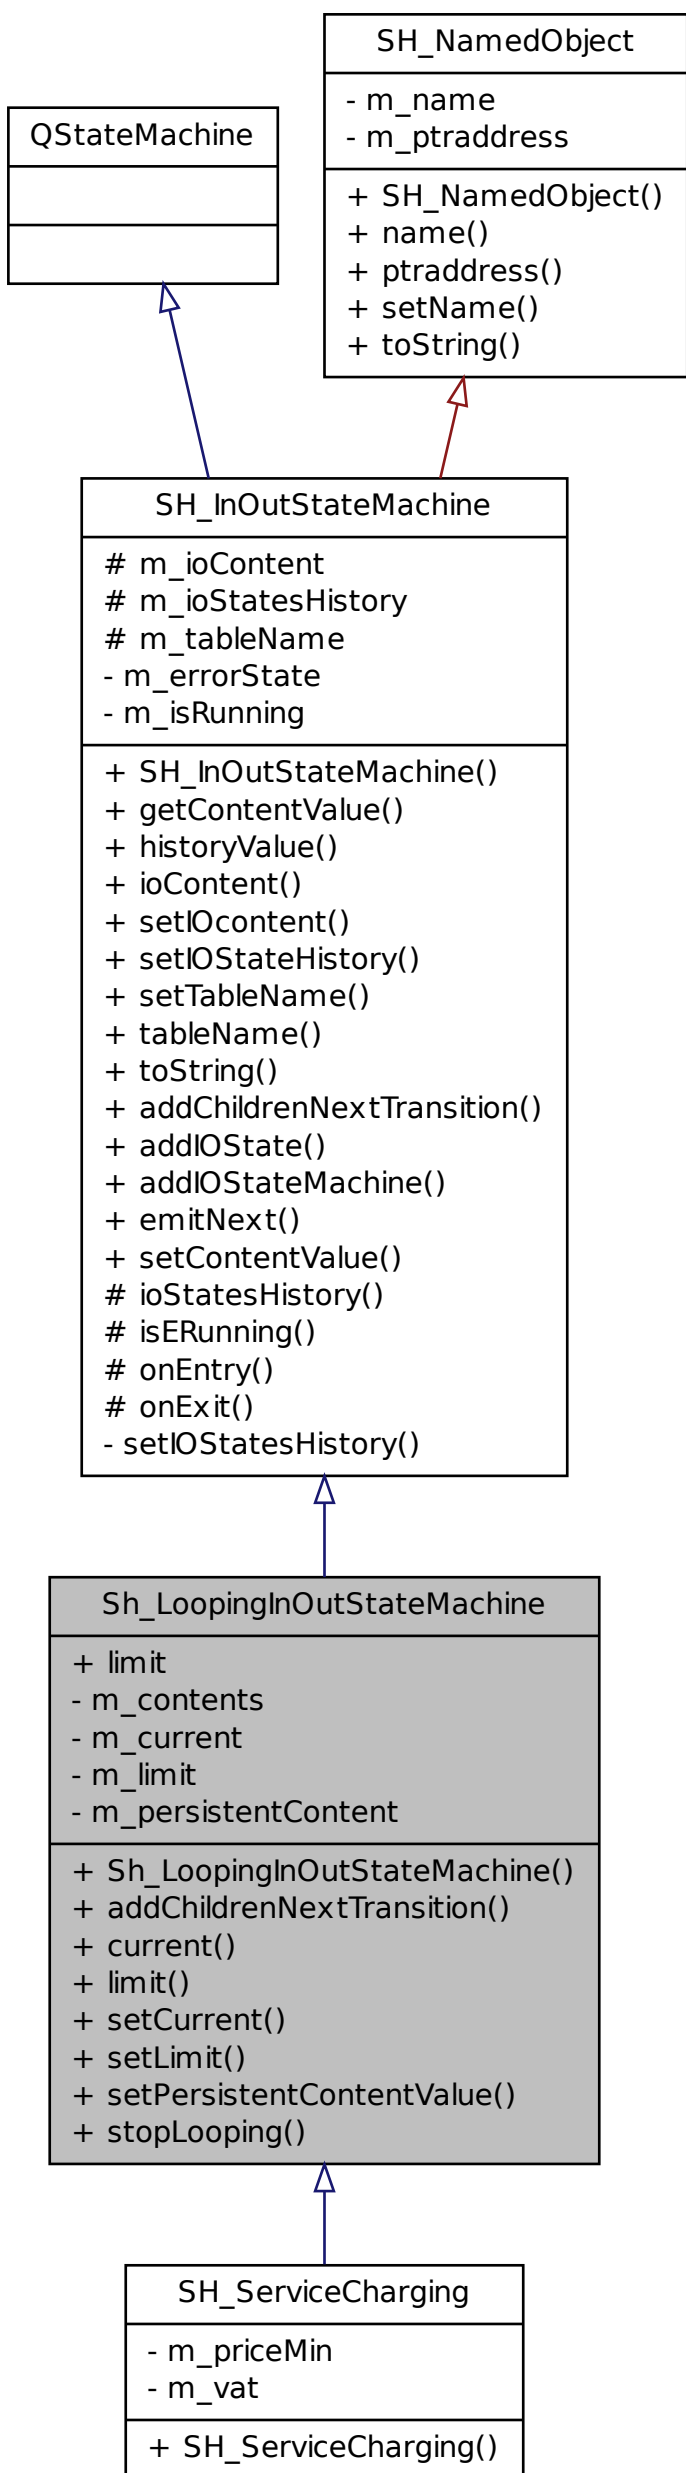 SH_NamedObject
- m_name
- m_ptraddress
+ SH_NamedObject()
+ name()
+ ptraddress()
+ setName()
+ toString()
QStateMachine
SH_InOutStateMachine
# m_ioContent
# m_ioStatesHistory
# m_tableName
- m_errorState
- m_isRunning
+ SH_InOutStateMachine()
+ getContentValue()
+ historyValue()
+ ioContent()
+ setIOcontent()
+ setIOStateHistory()
+ setTableName()
+ tableName()
+ toString()
+ addChildrenNextTransition()
+ addIOState()
+ addIOStateMachine()
+ emitNext()
+ setContentValue()
# ioStatesHistory()
# isERunning()
# onEntry()
# onExit()
- setIOStatesHistory()
Sh_LoopingInOutStateMachine
+ limit
- m_contents
- m_current
- m_limit
- m_persistentContent
+ Sh_LoopingInOutStateMachine()
+ addChildrenNextTransition()
+ current()
+ limit()
+ setCurrent()
+ setLimit()
+ setPersistentContentValue()
+ stopLooping()
SH_ServiceCharging
- m_priceMin
- m_vat
+ SH_ServiceCharging()